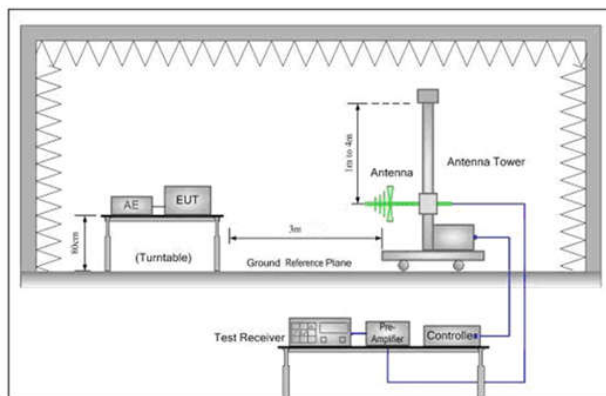 1m to 4m
Antenna
Antenna Tower
AE
EUT
80cm
(Turntable)
3m
Ground Reference Plane
Test Receiver
Pre-
Amplifier
Controller